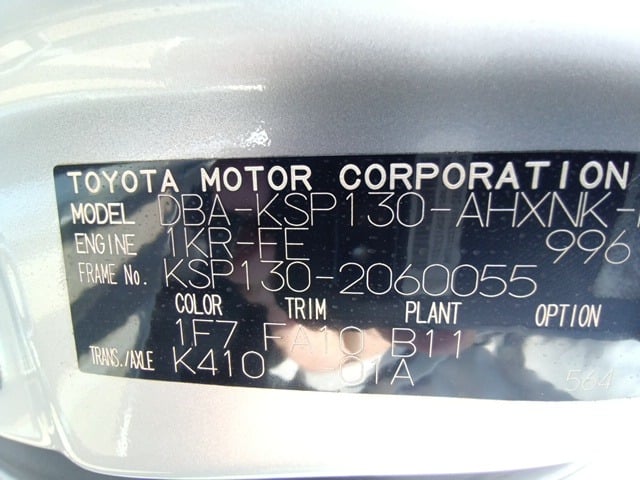 TOYOTA MOTOR CORPORATION
MODEL DBA-KSP130-AHXNK-
ENGINE 1KR-FE 996
FRAME No. KSP130-2060055
COLOR TRIM PLANT OPTION
1F7 FA10 B11
TRANS./AXLE K410 -01A
564